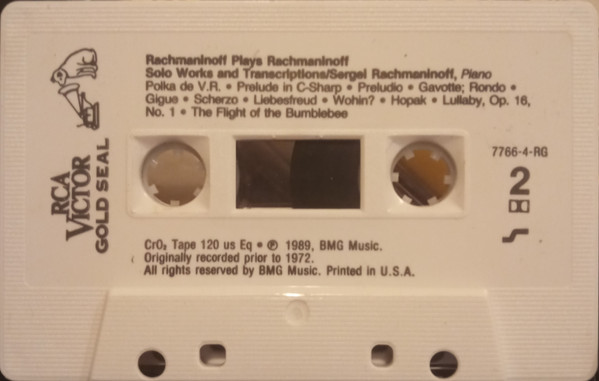 Rachmaninoff Plays Rachmaninoff
Solo Works and Transcriptions/Sergei Rachmaninoff, Piano
Polka de V.R. • Prelude in C-Sharp • Preludio • Gavotte; Rondo •
Gigue • Scherzo • Liebesfreud • Wohin? • Hopak • Lullaby, Op. 16,
No. 1 • The Flight of the Bumblebee
RCA
VICTOR
GOLD SEAL
7766-4-RG
2
CrO₂ Tape 120 us Eq • ℗ 1989, BMG Music.
Originally recorded prior to 1972.
All rights reserved by BMG Music. Printed in U.S.A.